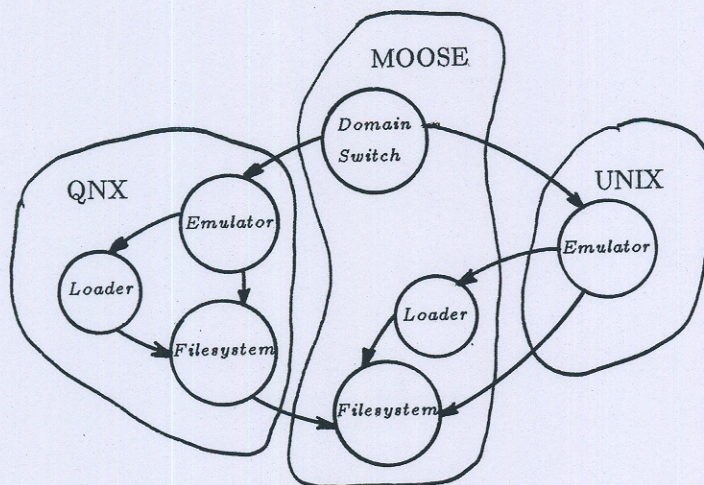 MOOSE
Domain
Switch
QNX
UNIX
Emulator
Emulator
Loader
Loader
Filesystem
Filesystem